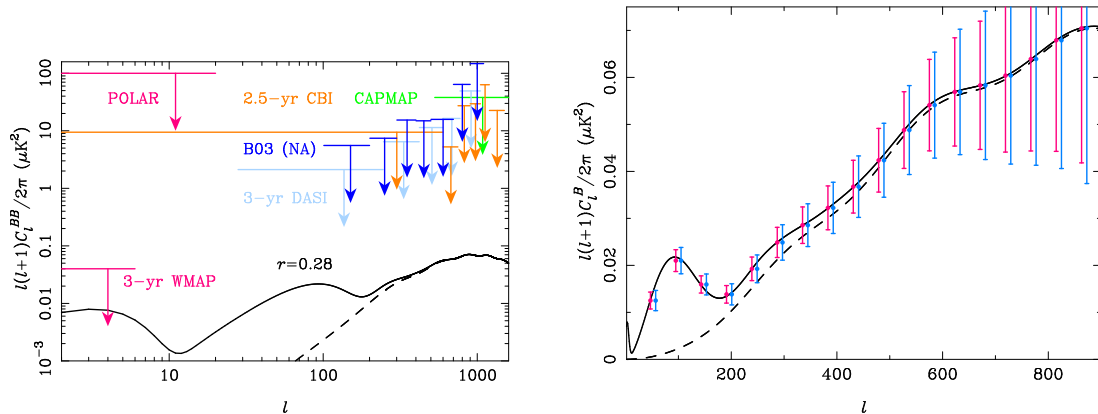 l(l+1)C_l^{BB}/2π (μK²)
100
10
1
0.1
0.01
10⁻³
POLAR
2.5-yr CBI
CAPMAP
B03 (NA)
3-yr DASI
3-yr WMAP
r=0.28
10
100
1000
l
l(l+1)C_l^B/2π (μK²)
0.06
0.04
0.02
0
0
200
400
600
800
l